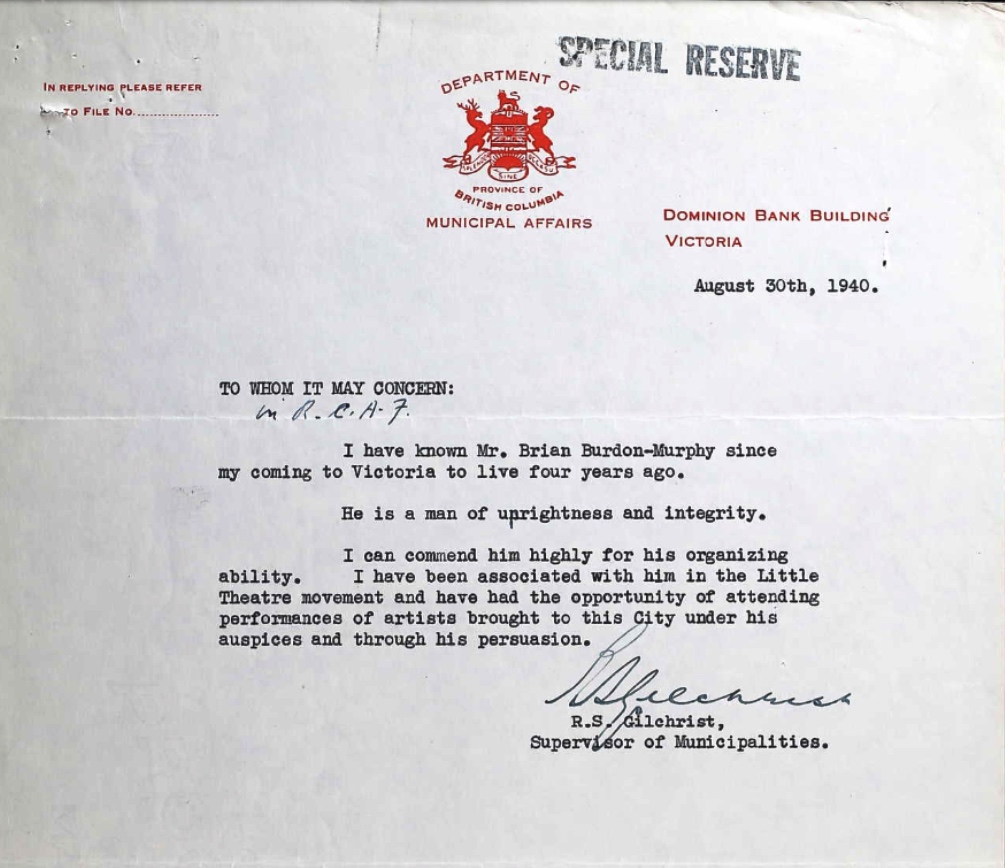 SPECIAL RESERVE
IN REPLYING PLEASE REFER
TO FILE NO....................
DEPARTMENT OF
SPLENDOR SINE OCCASU
PROVINCE OF
BRITISH COLUMBIA
MUNICIPAL AFFAIRS
DOMINION BANK BUILDING
VICTORIA
August 30th, 1940.
TO WHOM IT MAY CONCERN:
in R.C.A.F.
I have known Mr. Brian Burdon-Murphy since
my coming to Victoria to live four years ago.
He is a man of uprightness and integrity.
I can commend him highly for his organizing
ability. I have been associated with him in the Little
Theatre movement and have had the opportunity of attending
performances of artists brought to this City under his
auspices and through his persuasion.
RSGilchrist
R.S. Gilchrist,
Supervisor of Municipalities.